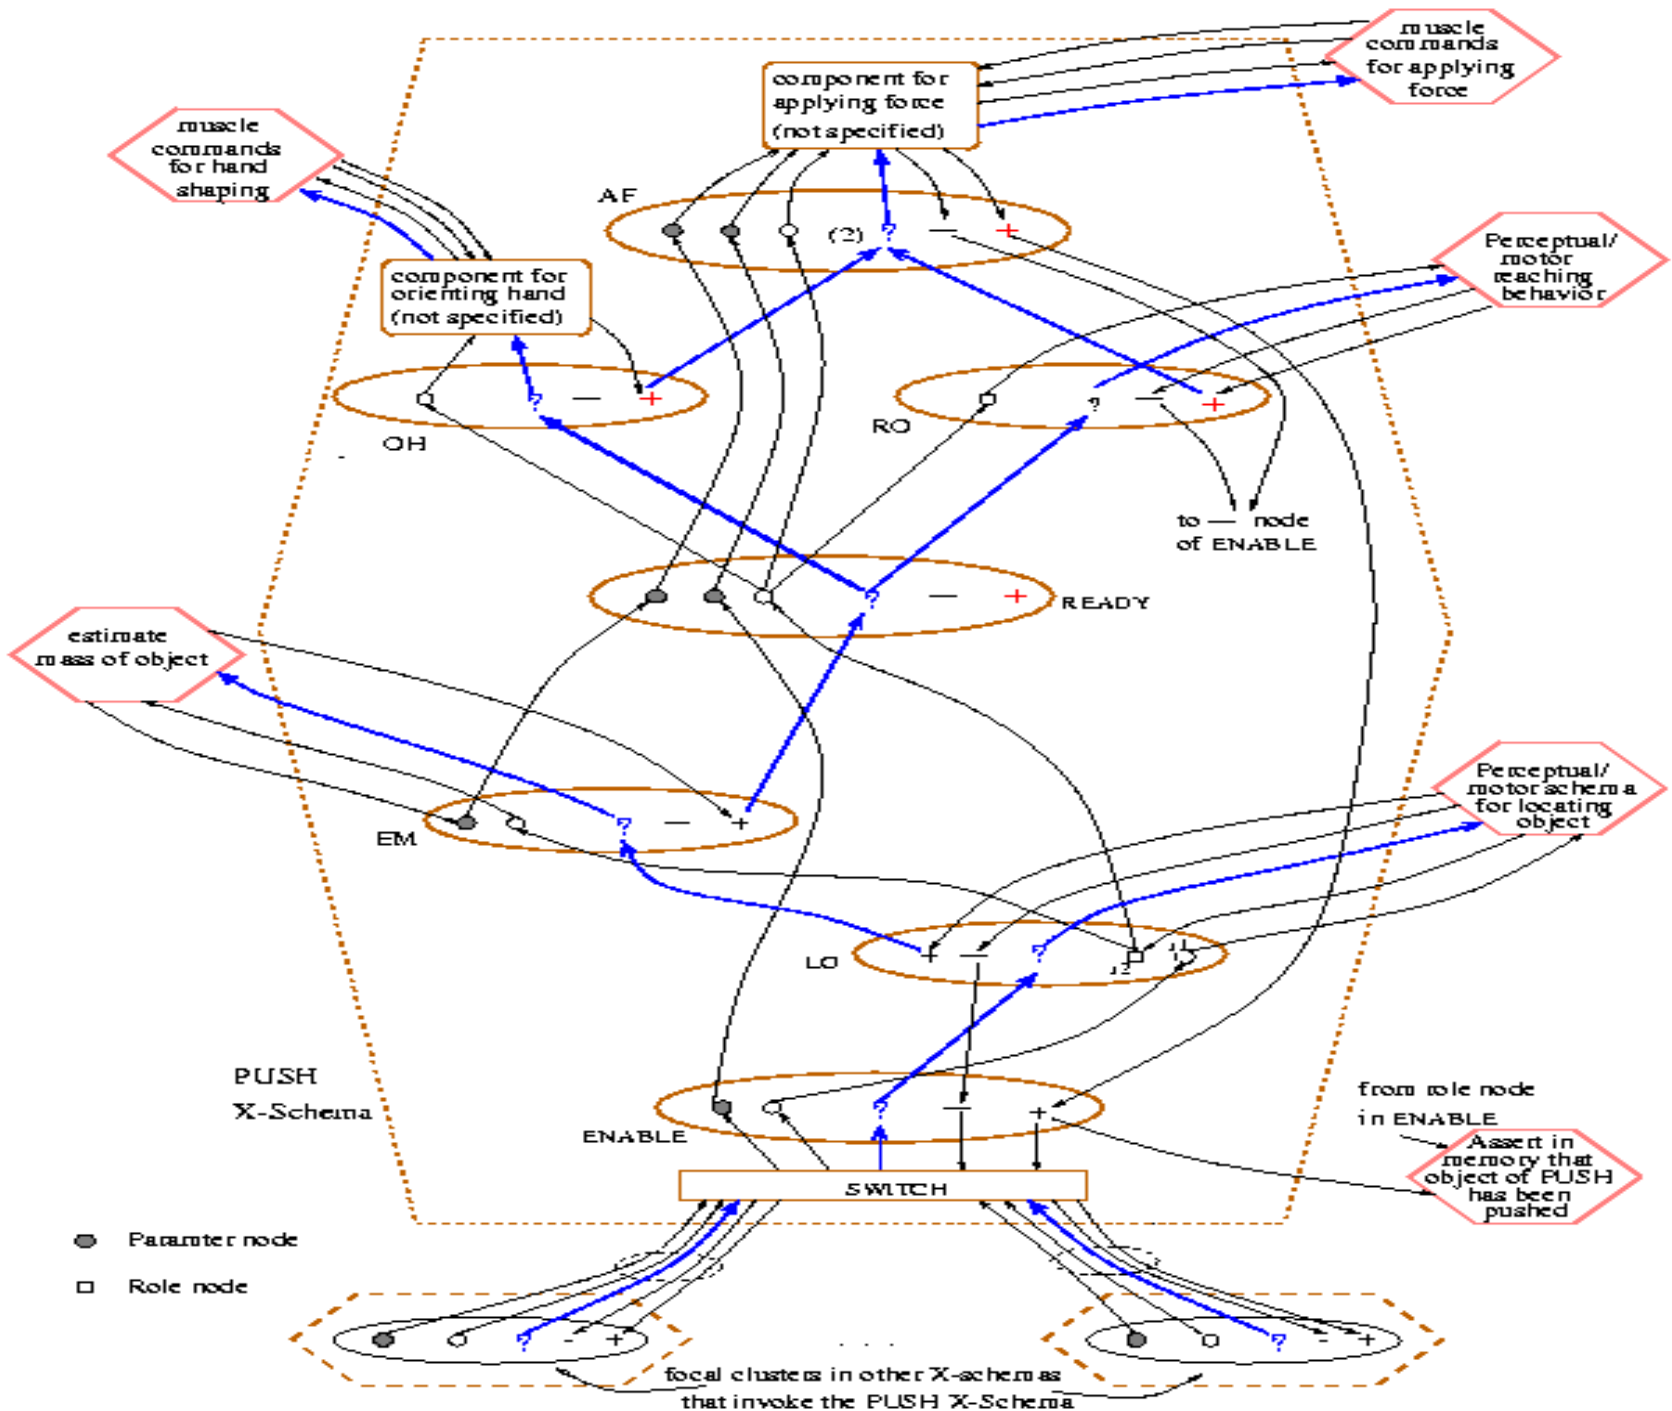 muscle
commands
for applying
force
component for
applying force
(not specified)
muscle
commands
for hand
shaping
AF
(2)
?
—
+
Perceptual/
motor
reaching
behavior
component for
orienting hand
(not specified)
?
—
+
OH
?
—
+
RO
to — node
of ENABLE
?
—
+
READY
estimate
mass of object
?
—
+
EM
Perceptual/
motor schema
for locating
object
+
—
?
LO
PUSH
X-Schema
?
—
+
ENABLE
from role node
in ENABLE
Assert in
memory that
object of PUSH
has been
pushed
SWITCH
Paramter node
Role node
?
-
+
. . .
?
-
+
focal clusters in other X-schemas
that invoke the PUSH X-Schema